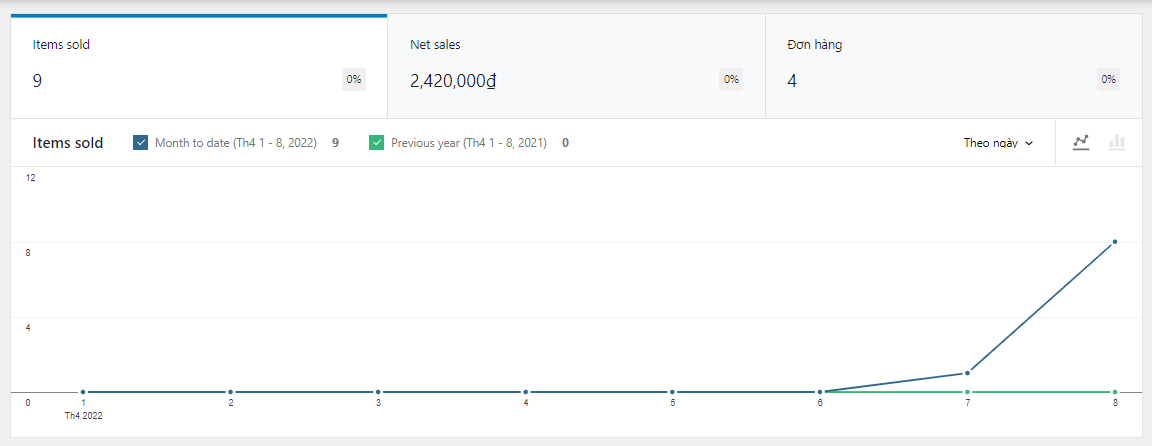 Items sold
9
0%
Net sales
2,420,000₫
0%
Đơn hàng
4
0%
Items sold
Month to date (Th4 1 - 8, 2022) 9
Previous year (Th4 1 - 8, 2021) 0
Theo ngày
12
8
4
0
1 2 3 4 5 6 7 8
Th4 2022